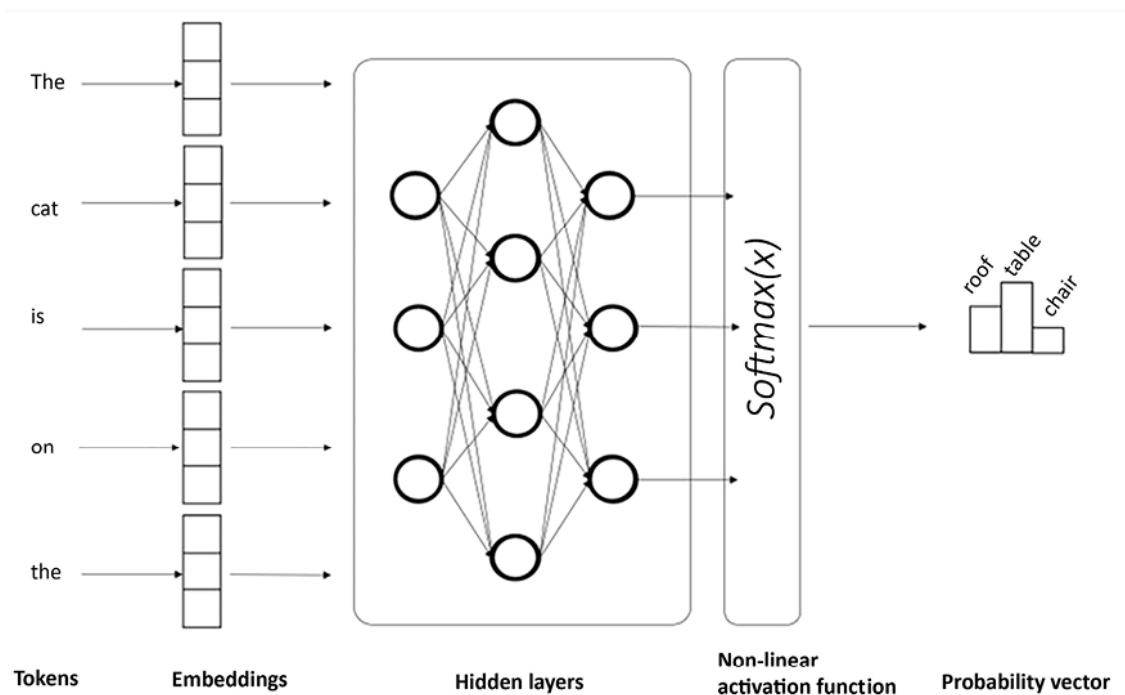 The
cat
is
on
the
Softmax(x)
roof
table
chair
Tokens
Embeddings
Hidden layers
Non-linear
activation function
Probability vector